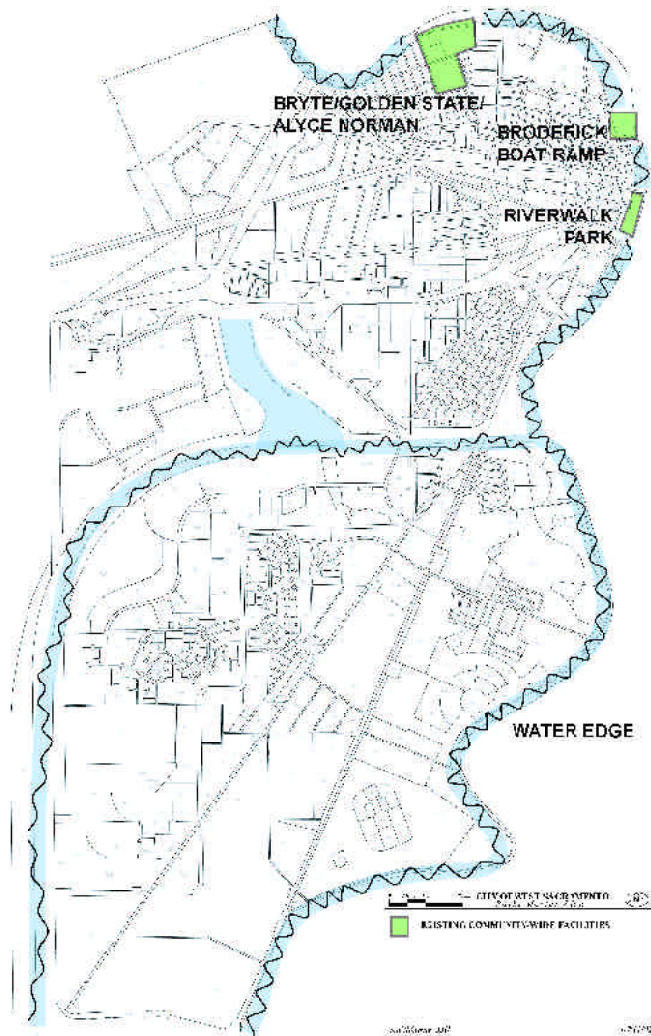 BRYTE/GOLDEN STATE/
ALYCE NORMAN
BRODERICK
BOAT RAMP
RIVERWALK
PARK
WATER EDGE
CITY OF WEST SACRAMENTO
EXISTING COMMUNITY-WIDE FACILITIES